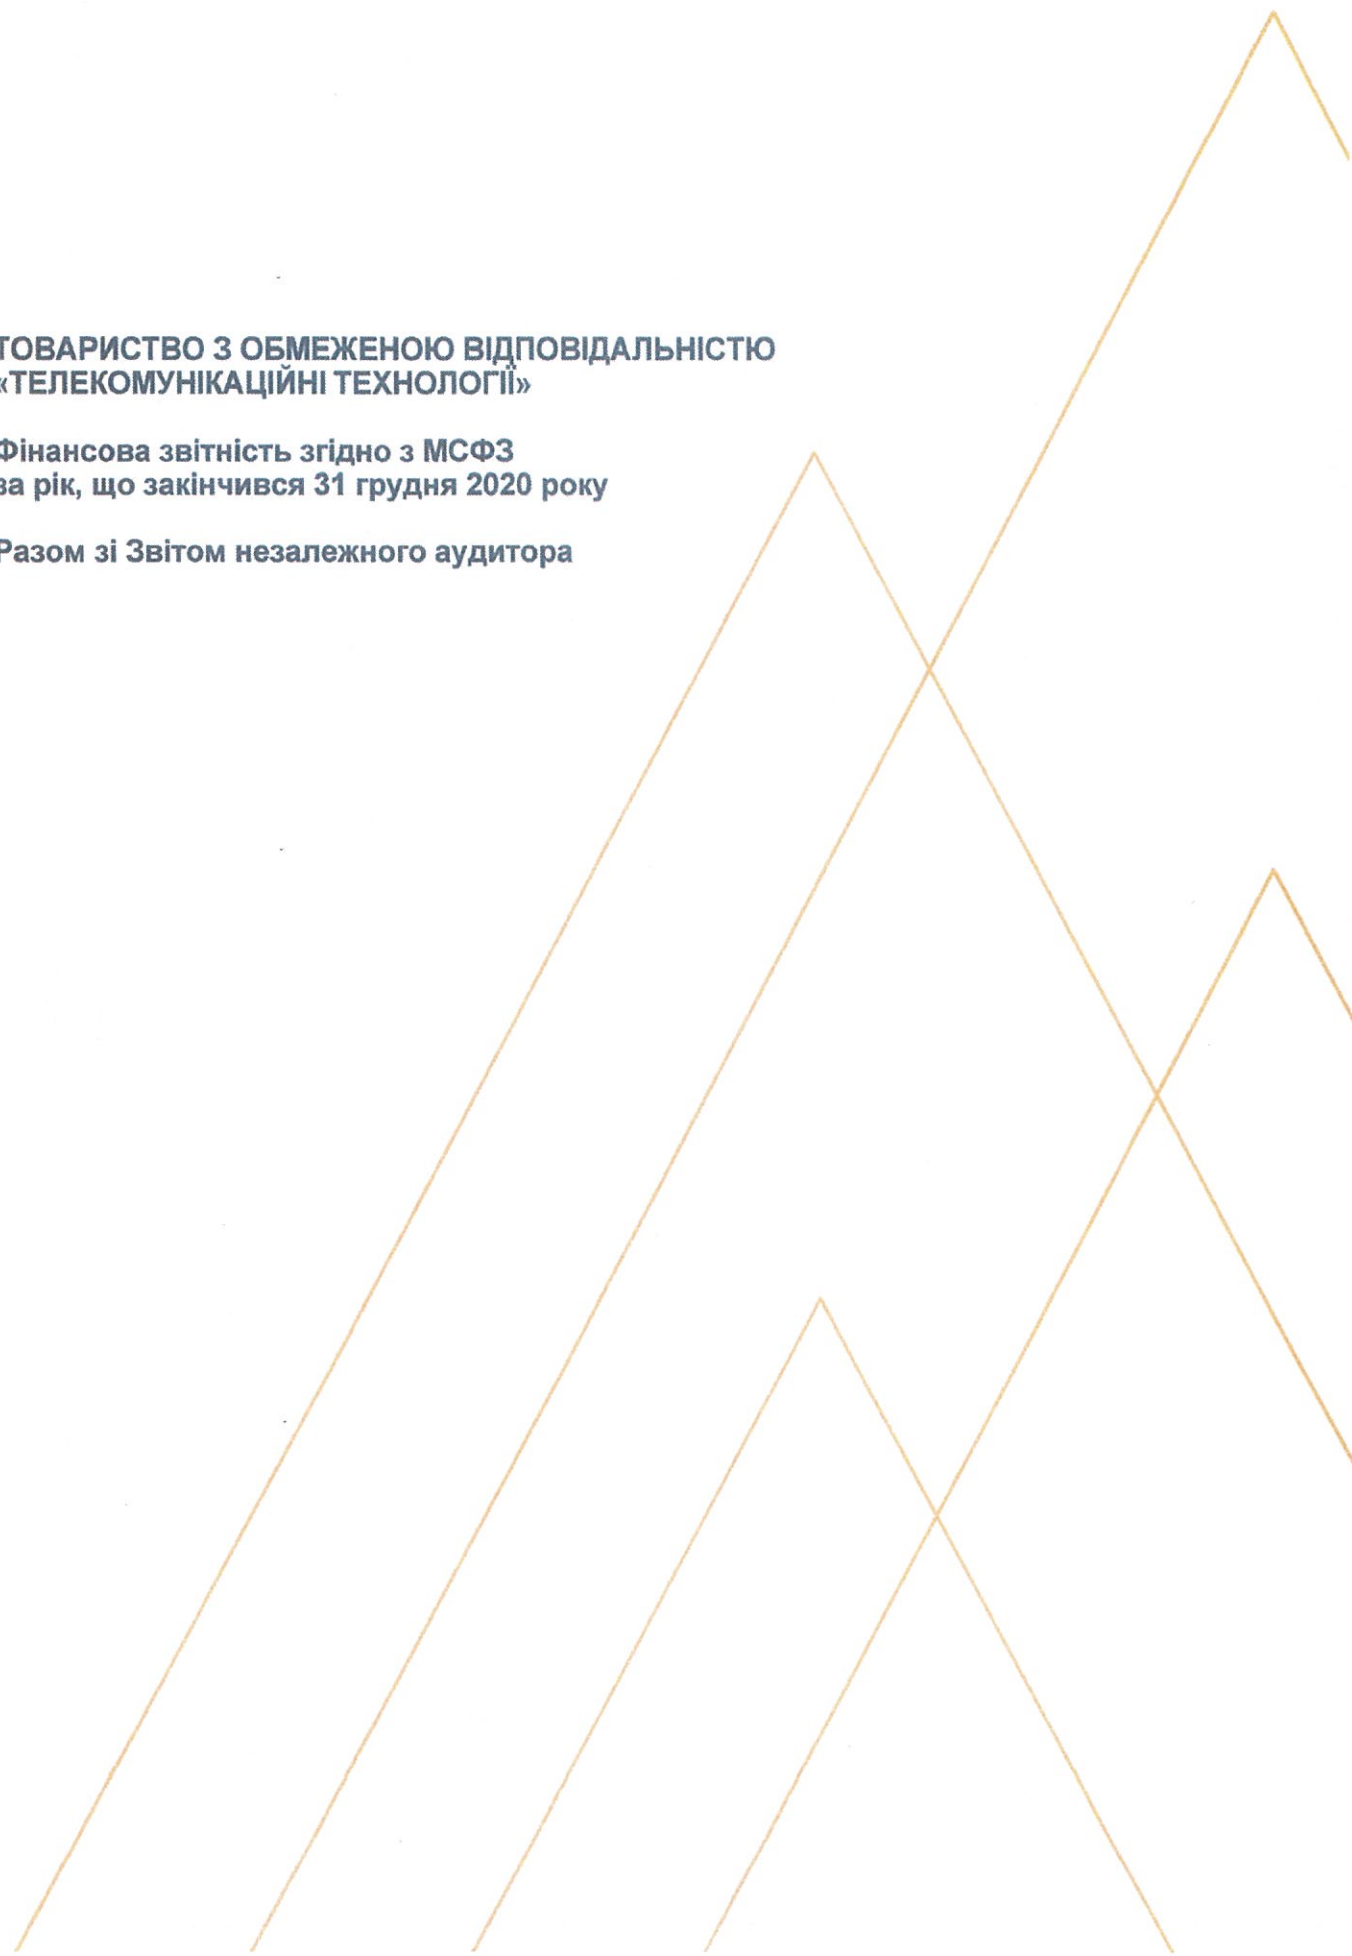 ТОВАРИСТВО З ОБМЕЖЕНОЮ ВІДПОВІДАЛЬНІСТЮ
«ТЕЛЕКОМУНІКАЦІЙНІ ТЕХНОЛОГІЇ»
Фінансова звітність згідно з МСФЗ
за рік, що закінчився 31 грудня 2020 року
Разом зі Звітом незалежного аудитора